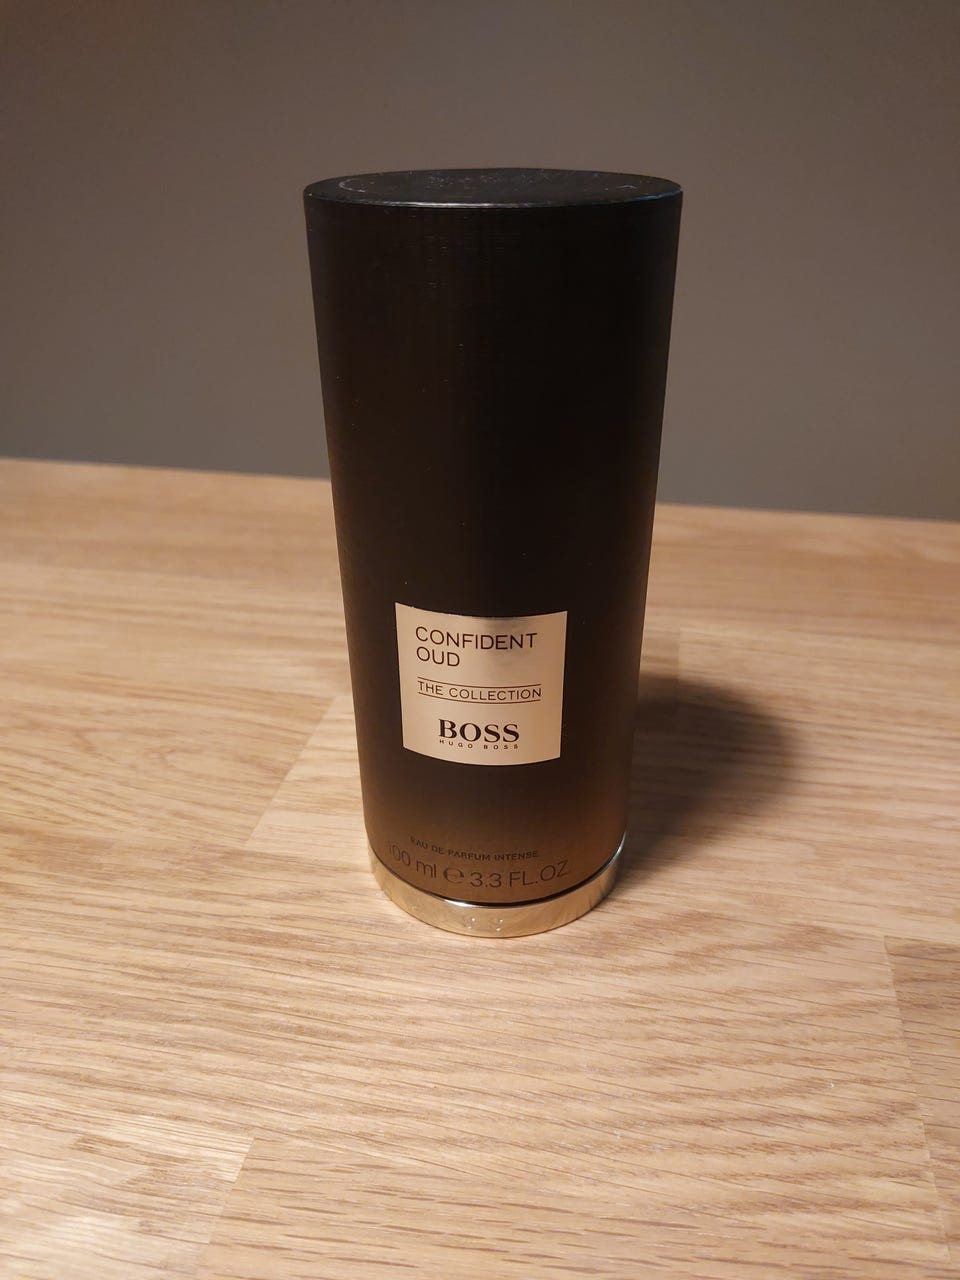 CONFIDENT
OUD
THE COLLECTION
BOSS
HUGO BOSS
EAU DE PARFUM INTENSE
100 ml ℮ 3.3 FL.OZ.